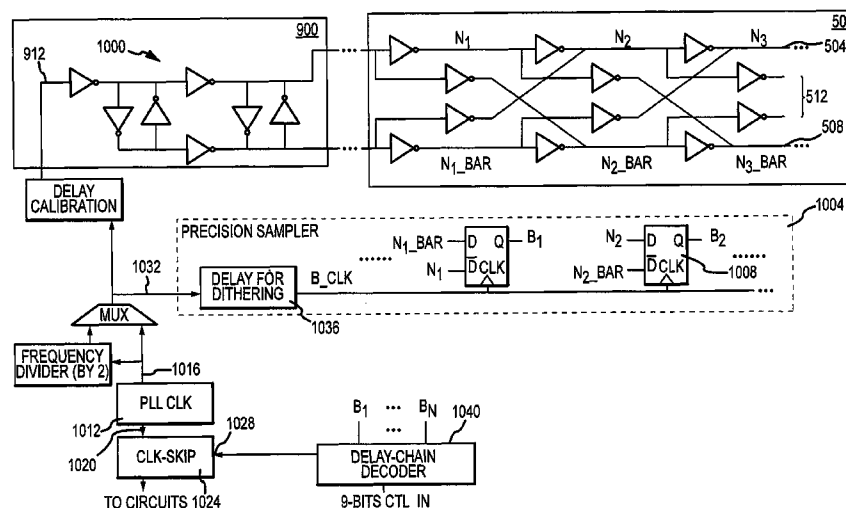 900
1000
912
50
N1
N2
N3
504
512
508
N1_BAR
N2_BAR
N3_BAR
DELAY
CALIBRATION
PRECISION SAMPLER
1004
N1_BAR
D Q
B1
N1
D̅ CLK
N2
D Q
B2
N2_BAR
D̅ CLK
1008
1032
DELAY FOR
DITHERING
B_CLK
1036
MUX
FREQUENCY
DIVIDER (BY 2)
1016
PLL CLK
1012
1020
CLK-SKIP
1028
TO CIRCUITS 1024
B1 ... BN
1040
DELAY-CHAIN
DECODER
9-BITS CTL IN